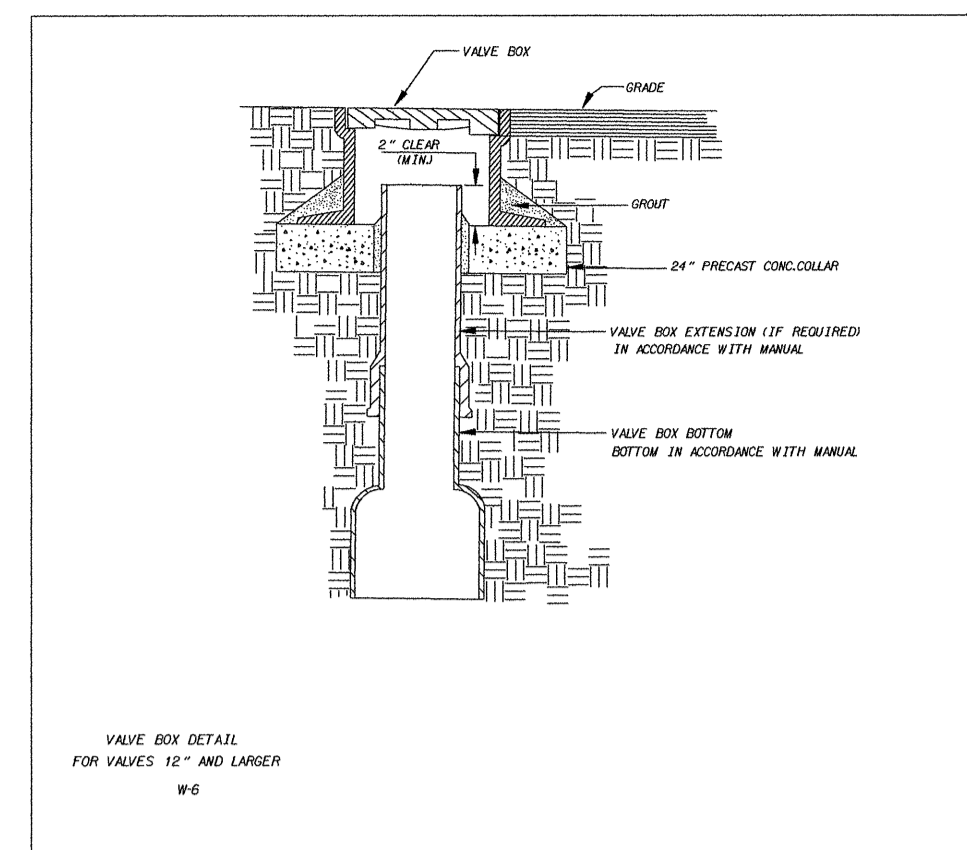 VALVE BOX
GRADE
2" CLEAR
(MIN.)
GROUT
24" PRECAST CONC.COLLAR
VALVE BOX EXTENSION (IF REQUIRED)
IN ACCORDANCE WITH MANUAL
VALVE BOX BOTTOM
BOTTOM IN ACCORDANCE WITH MANUAL
VALVE BOX DETAIL
FOR VALVES 12" AND LARGER
W-6